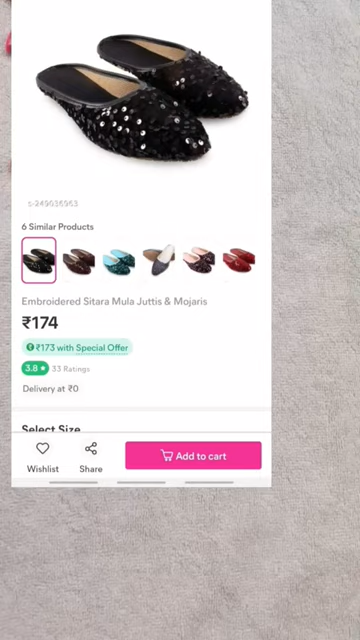 s-249036963
6 Similar Products
Embroidered Sitara Mula Juttis & Mojaris
₹174
₹173 with Special Offer
3.8 ★ 33 Ratings
Delivery at ₹0
Select Size
Wishlist
Share
Add to cart